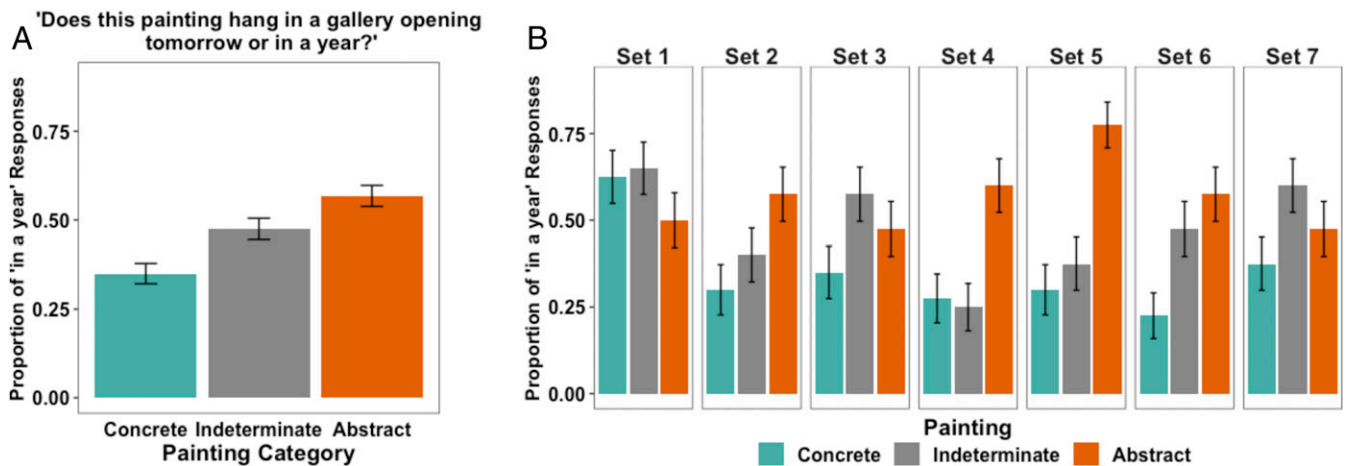 A
'Does this painting hang in a gallery opening
tomorrow or in a year?'
Proportion of 'in a year' Responses
0.75
0.50
0.25
0.00
Concrete Indeterminate Abstract
Painting Category
B
Set 1 Set 2 Set 3 Set 4 Set 5 Set 6 Set 7
Proportion of 'in a year' Responses
0.75
0.50
0.25
0.00
Painting
Concrete Indeterminate Abstract